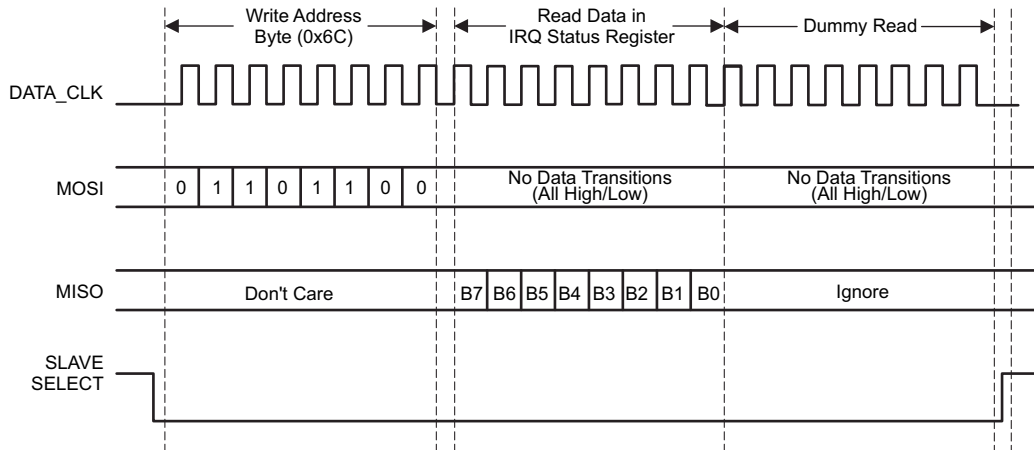 Write Address
Byte (0x6C)
Read Data in
IRQ Status Register
Dummy Read
DATA_CLK
MOSI
0 1 1 0 1 1 0 0
No Data Transitions
(All High/Low)
No Data Transitions
(All High/Low)
MISO
Don't Care
B7 B6 B5 B4 B3 B2 B1 B0
Ignore
SLAVE
SELECT